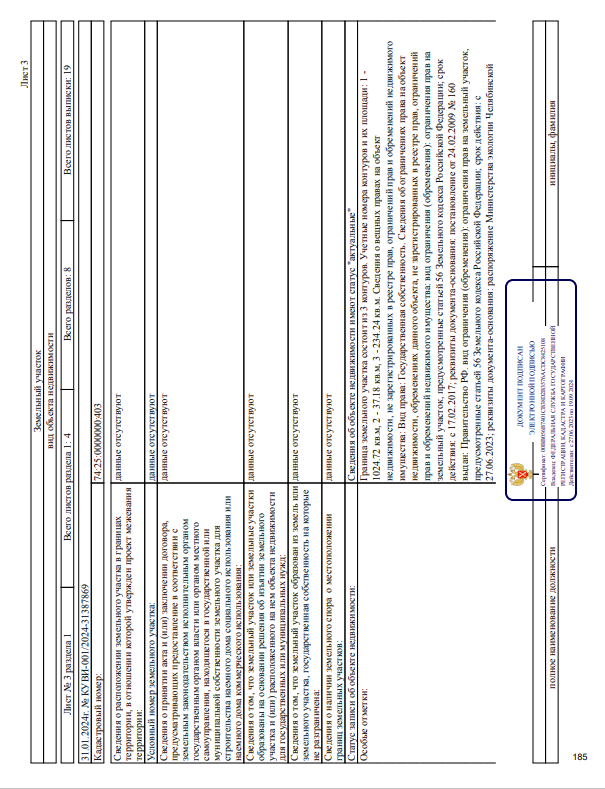 Лист 3
Земельный участок
вид объекта недвижимости
Лист № 3 раздела 1
Всего листов раздела 1: 4
Всего разделов: 8
Всего листов выписки: 19
31.01.2024г. № КУВИ-001/2024-31387869
Кадастровый номер:
74:25:0000000:403
Сведения о расположении земельного участка в границах
территории, в отношении которой утвержден проект межевания
территории:
данные отсутствуют
Условный номер земельного участка:
данные отсутствуют
Сведения о принятии акта и (или) заключении договора,
предусматривающих предоставление в соответствии с
земельным законодательством исполнительным органом
государственной власти или органом местного
самоуправления, находящегося в государственной или
муниципальной собственности земельного участка для
строительства наемного дома социального использования или
наемного дома коммерческого использования:
данные отсутствуют
Сведения о том, что земельный участок или земельные участки
образованы на основании решения об изъятии земельного
участка и (или) расположенного на нем объекта недвижимости
для государственных или муниципальных нужд:
данные отсутствуют
Сведения о том, что земельный участок образован из земель или
земельного участка, государственная собственность на которые
не разграничена:
данные отсутствуют
Сведения о наличии земельного спора о местоположении
границ земельных участков:
данные отсутствуют
Статус записи об объекте недвижимости:
Сведения об объекте недвижимости имеют статус "актуальные"
Особые отметки:
Граница земельного участка состоит из 3 контуров. Учетные номера контуров и их площади: 1 -
1024.72 кв.м, 2 - 37.18 кв.м, 3 - 234.24 кв.м. Сведения о вещных правах на объект
недвижимости, не зарегистрированных в реестре прав, ограничений прав и обременений недвижимого
имущества: Вид права: Государственная собственность. Сведения об ограничениях права на объект
недвижимости, обременениях данного объекта, не зарегистрированных в реестре прав, ограничений
прав и обременений недвижимого имущества: вид ограничения (обременения): ограничения прав на
земельный участок, предусмотренные статьей 56 Земельного кодекса Российской Федерации; срок
действия: с 17.02.2017; реквизиты документа-основания: постановление от 24.02.2009 № 160
выдан: Правительство РФ. вид ограничения (обременения): ограничения прав на земельный участок,
предусмотренные статьей 56 Земельного кодекса Российской Федерации; срок действия: с
27.06.2023; реквизиты документа-основания: распоряжение Министерства экологии Челябинской
полное наименование должности
ДОКУМЕНТ ПОДПИСАН
ЭЛЕКТРОННОЙ ПОДПИСЬЮ
Сертификат:
Владелец: ФЕДЕРАЛЬНАЯ СЛУЖБА ГОСУДАРСТВЕННОЙ
РЕГИСТРАЦИИ, КАДАСТРА И КАРТОГРАФИИ
Действителен: с 27.06.2023 по 19.09.2024
инициалы, фамилия
185